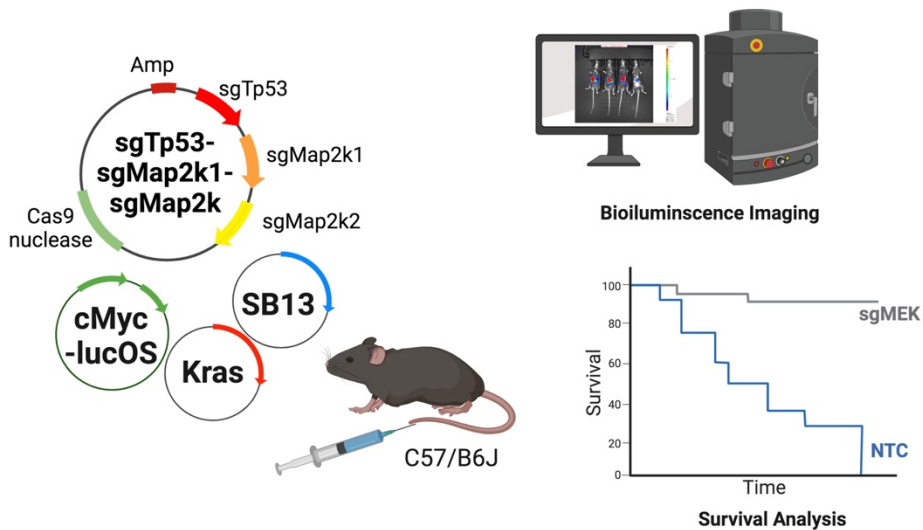 Amp
sgTp53
sgTp53-
sgMap2k1-
sgMap2k
sgMap2k1
Cas9
nuclease
sgMap2k2
cMyc
-lucOS
SB13
Kras
C57/B6J
Bioiluminscence Imaging
100
80
60
40
20
0
Survival
sgMEK
NTC
Time
Survival Analysis